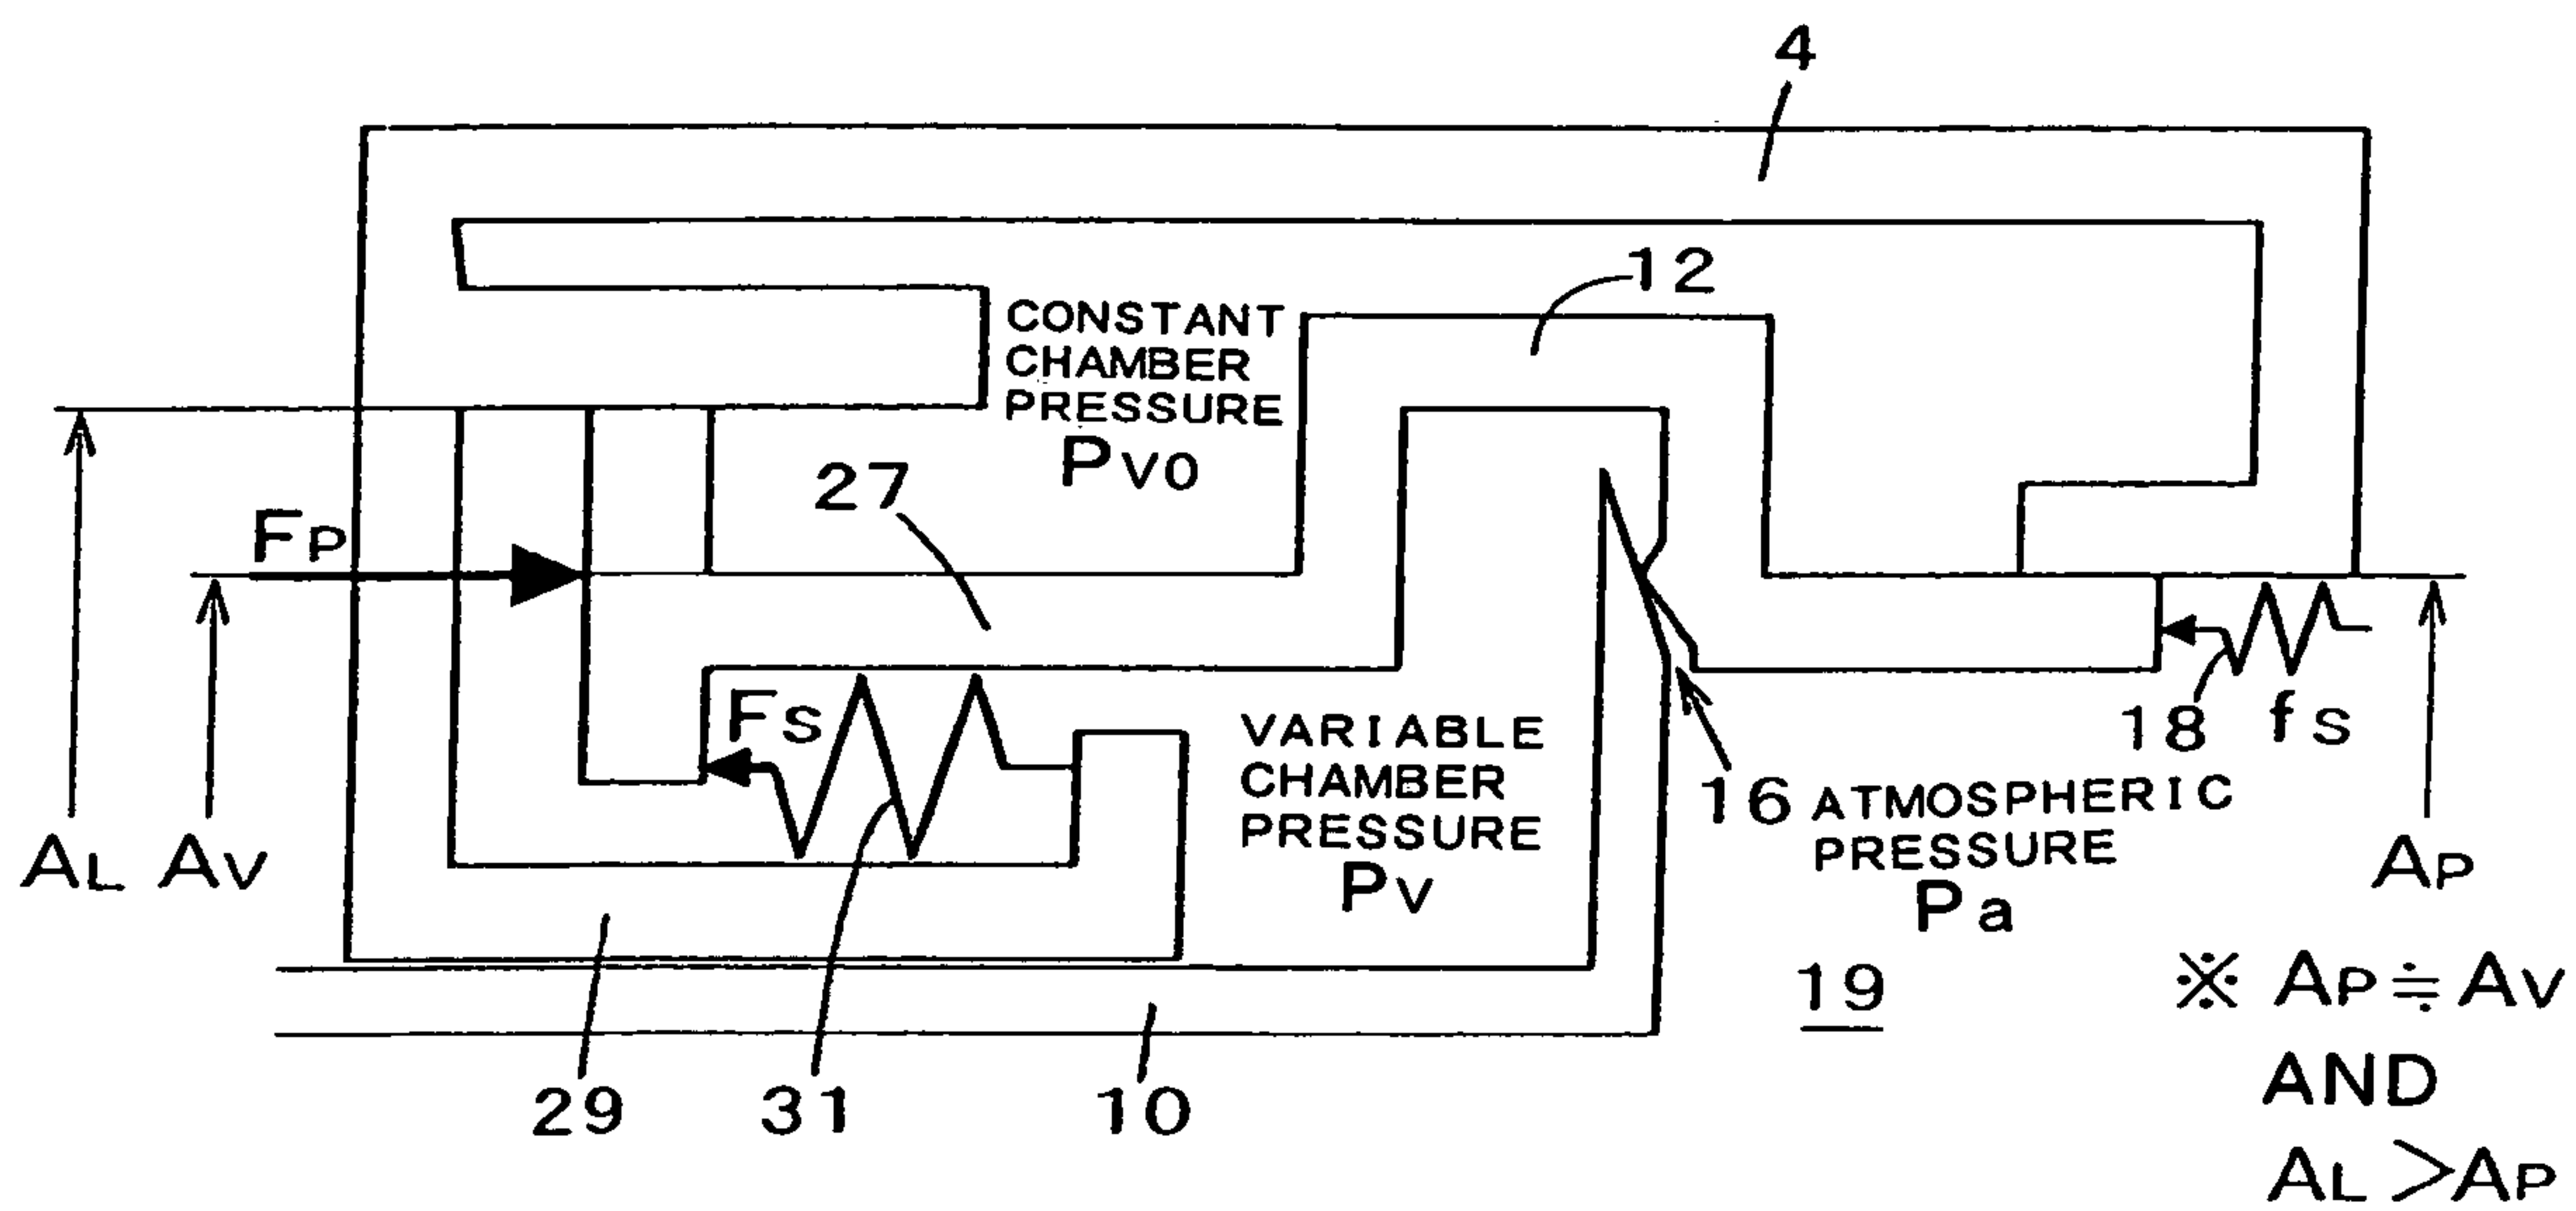 4
12
CONSTANT
CHAMBER
PRESSURE
PV0
27
FP
FS
VARIABLE
CHAMBER
PRESSURE
PV
18
fS
16
ATMOSPHERIC
PRESSURE
Pa
AL
AV
AP
19
※ AP≒AV
AND
AL>AP
29
31
10